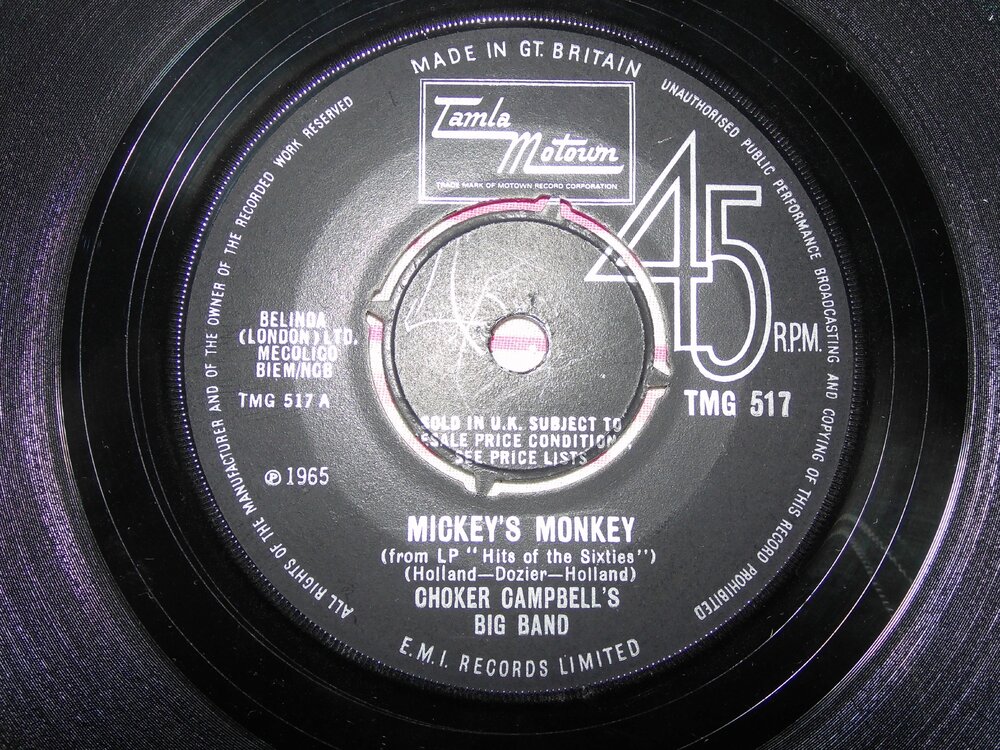 MADE IN GT. BRITAIN
Tamla
Motown
TRADE MARK OF MOTOWN RECORD CORPORATION
UNAUTHORISED PUBLIC PERFORMANCE BROADCASTING AND COPYING OF THIS RECORD PROHIBITED
ALL RIGHTS OF THE MANUFACTURER AND OF THE OWNER OF THE RECORDED WORK RESERVED
45
R.P.M.
BELINDA
(LONDON) LTD.
MECOLICO
BIEM/NCB
TMG 517 A
TMG 517
SOLD IN U.K. SUBJECT TO
ESALE PRICE CONDITION
SEE PRICE LISTS
℗ 1965
MICKEY'S MONKEY
(from LP "Hits of the Sixties")
(Holland—Dozier—Holland)
CHOKER CAMPBELL'S
BIG BAND
E.M.I. RECORDS LIMITED